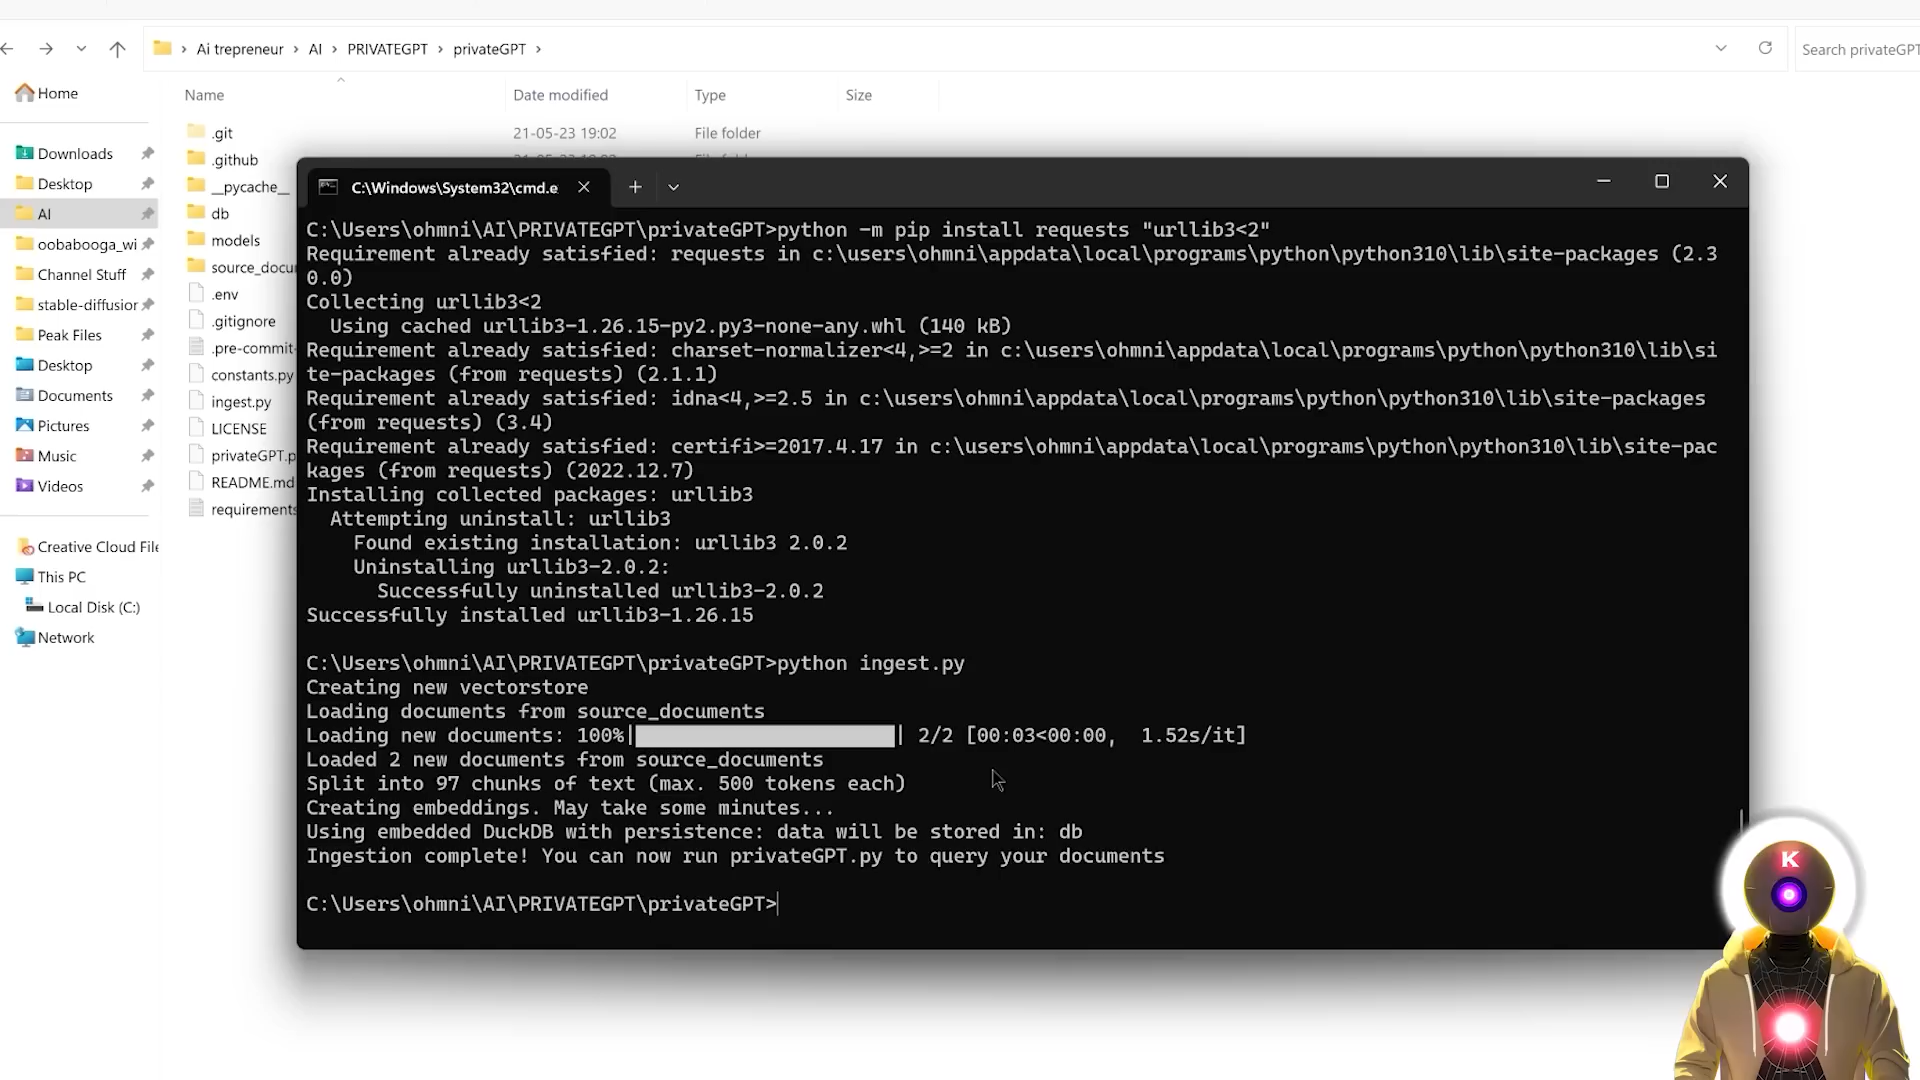 Ai trepreneur > AI > PRIVATEGPT > privateGPT >
Search privateGPT
Home
Name Date modified Type Size
.git 21-05-23 19:02 File folder
Downloads
.github
Desktop
__pycache__
AI
db
oobabooga_wi
models
Channel Stuff
source_docu
stable-diffusion
.env
Peak Files
.gitignore
Desktop
.pre-commit-
Documents
constants.py
Pictures
ingest.py
Music
LICENSE
Videos
privateGPT.p
README.md
requirements
Creative Cloud File
This PC
Local Disk (C:)
Network
C:\Windows\System32\cmd.e
C:\Users\ohmni\AI\PRIVATEGPT\privateGPT>python -m pip install requests "urllib3<2"
Requirement already satisfied: requests in c:\users\ohmni\appdata\local\programs\python\python310\lib\site-packages (2.3
0.0)
Collecting urllib3<2
Using cached urllib3-1.26.15-py2.py3-none-any.whl (140 kB)
Requirement already satisfied: charset-normalizer<4,>=2 in c:\users\ohmni\appdata\local\programs\python\python310\lib\si
te-packages (from requests) (2.1.1)
Requirement already satisfied: idna<4,>=2.5 in c:\users\ohmni\appdata\local\programs\python\python310\lib\site-packages
(from requests) (3.4)
Requirement already satisfied: certifi>=2017.4.17 in c:\users\ohmni\appdata\local\programs\python\python310\lib\site-pac
kages (from requests) (2022.12.7)
Installing collected packages: urllib3
Attempting uninstall: urllib3
Found existing installation: urllib3 2.0.2
Uninstalling urllib3-2.0.2:
Successfully uninstalled urllib3-2.0.2
Successfully installed urllib3-1.26.15
C:\Users\ohmni\AI\PRIVATEGPT\privateGPT>python ingest.py
Creating new vectorstore
Loading documents from source_documents
Loading new documents: 100%| | 2/2 [00:03<00:00, 1.52s/it]
Loaded 2 new documents from source_documents
Split into 97 chunks of text (max. 500 tokens each)
Creating embeddings. May take some minutes...
Using embedded DuckDB with persistence: data will be stored in: db
Ingestion complete! You can now run privateGPT.py to query your documents
C:\Users\ohmni\AI\PRIVATEGPT\privateGPT>
K